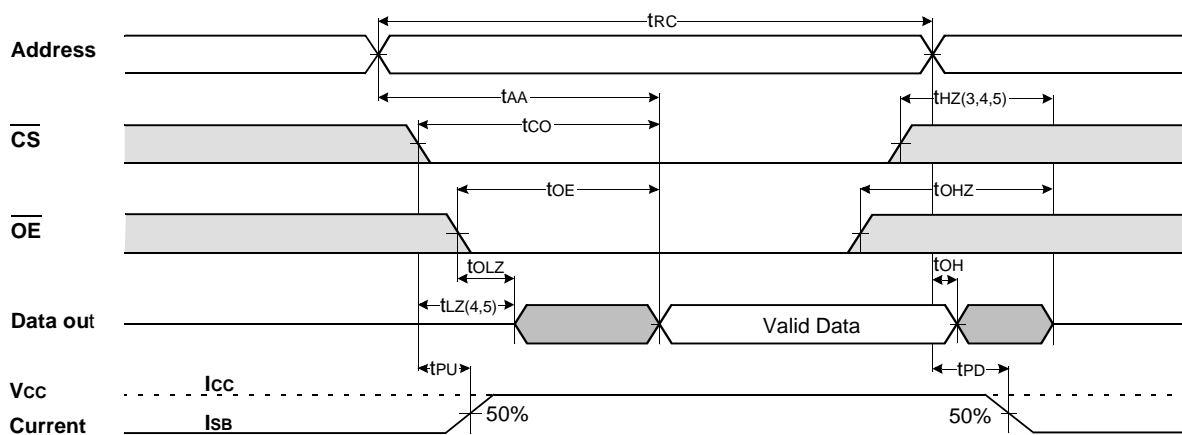 tRC
Address
tAA
tHZ(3,4,5)
CS
tCO
OE
tOE
tOHZ
tOLZ
tOH
tLZ(4,5)
Data out
Valid Data
tPU
tPD
VCC
ICC
50%
50%
Current
ISB